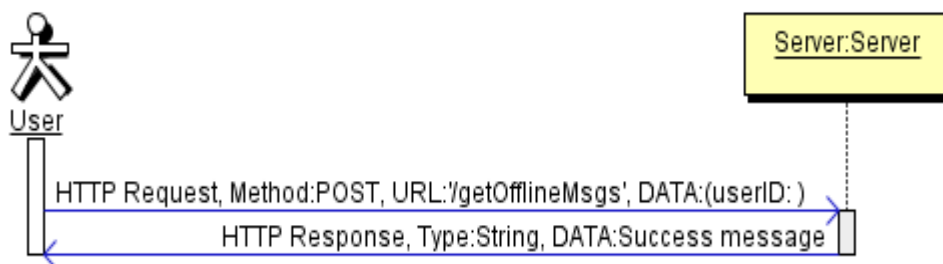 Server:Server
User
HTTP Request, Method:POST, URL:'/getOfflineMsgs', DATA:(userID: )
HTTP Response, Type:String, DATA:Success message